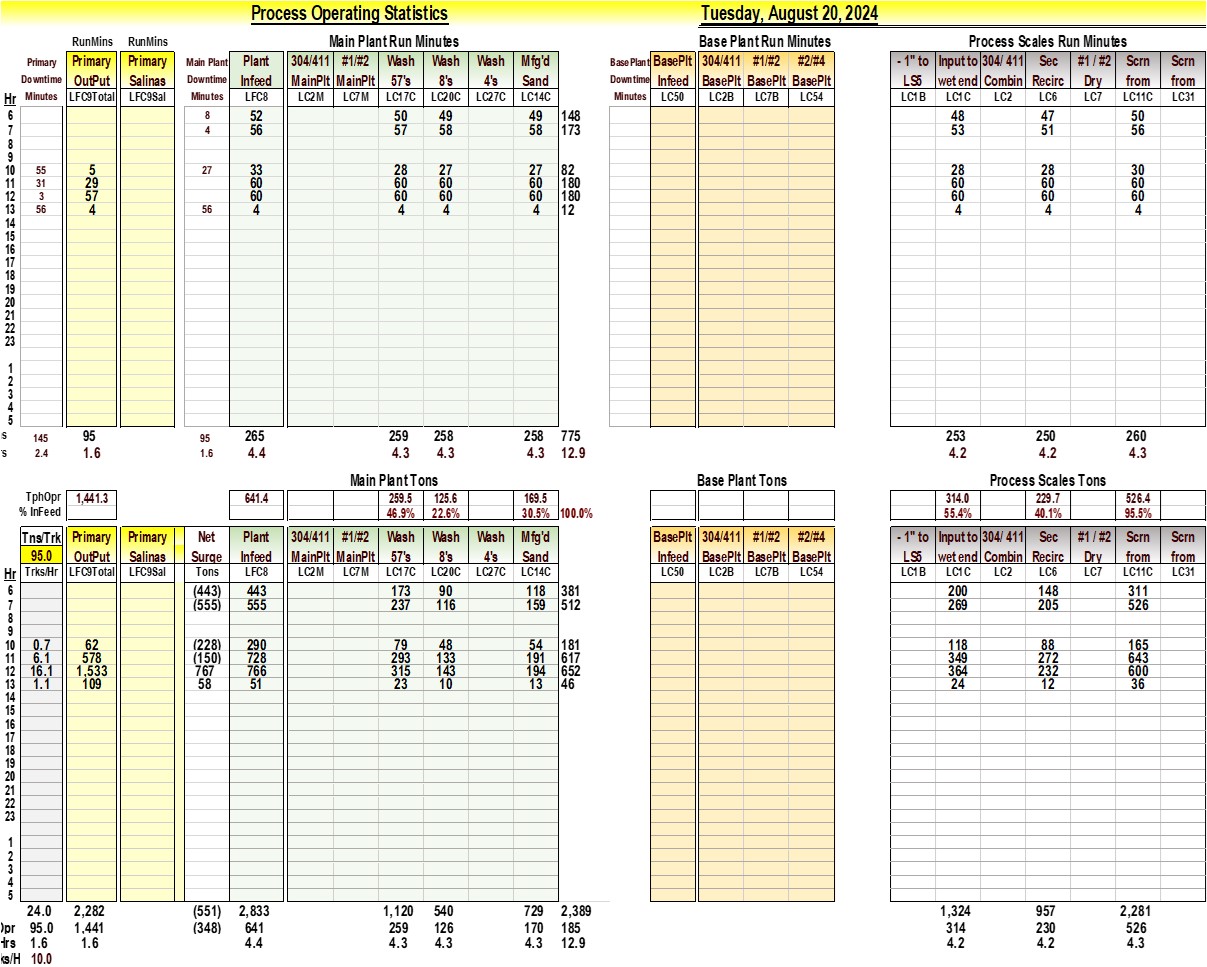 Process Operating Statistics Tuesday, August 20, 2024
RunMins RunMins Main Plant Run Minutes Base Plant Run Minutes Process Scales Run Minutes
Primary Primary Primary Main Plant Plant 304/411 #1/#2 Wash Wash Wash Mfg'd BasePlant BasePlt 304/411 #1/#2 #2/#4 - 1" to Input to 304/ 411 Sec #1 / #2 Scrn Scrn
Downtime OutPut Salinas Downtime Infeed MainPlt MainPlt 57's 8's 4's Sand Downtime Infeed BasePlt BasePlt BasePlt LS5 wet end Combin Recirc Dry from from
Hr Minutes LFC9Total LFC9Sal Minutes LFC8 LC2M LC7M LC17C LC20C LC27C LC14C Minutes LC50 LC2B LC7B LC54 LC1B LC1C LC2 LC6 LC7 LC11C LC31
6 8 52 50 49 49 148 48 47 50
7 4 56 57 58 58 173 53 51 56
8
9
10 55 5 27 33 28 27 27 82 28 28 30
11 31 29 60 60 60 60 180 60 60 60
12 3 57 60 60 60 60 180 60 60 60
13 56 4 56 4 4 4 4 12 4 4 4
14
15
16
17
18
19
20
21
22
23
1
2
3
4
5
s 145 95 95 265 259 258 258 775 253 250 260
's 2.4 1.6 1.6 4.4 4.3 4.3 4.3 12.9 4.2 4.2 4.3
Main Plant Tons Base Plant Tons Process Scales Tons
TphOpr 1,441.3 641.4 259.5 125.6 169.5 314.0 229.7 526.4
% InFeed 46.9% 22.6% 30.5% 100.0% 55.4% 40.1% 95.5%
Tns/Trk Primary Primary Net Plant 304/411 #1/#2 Wash Wash Wash Mfg'd BasePlt 304/411 #1/#2 #2/#4 - 1" to Input to 304/ 411 Sec #1 / #2 Scrn Scrn
95.0 OutPut Salinas Surge Infeed MainPlt MainPlt 57's 8's 4's Sand Infeed BasePlt BasePlt BasePlt LS5 wet end Combin Recirc Dry from from
Hr Trks/Hr LFC9Total LFC9Sal Tons LFC8 LC2M LC7M LC17C LC20C LC27C LC14C LC50 LC2B LC7B LC54 LC1B LC1C LC2 LC6 LC7 LC11C LC31
6 (443) 443 173 90 118 381 200 148 311
7 (555) 555 237 116 159 512 269 205 526
8
9
10 0.7 62 (228) 290 79 48 54 181 118 88 165
11 6.1 578 (150) 728 293 133 191 617 349 272 643
12 16.1 1,533 767 766 315 143 194 652 364 232 600
13 1.1 109 58 51 23 10 13 46 24 12 36
14
15
16
17
18
19
20
21
22
23
1
2
3
4
5
24.0 2,282 (551) 2,833 1,120 540 729 2,389 1,324 957 2,281
Opr 95.0 1,441 (348) 641 259 126 170 185 314 230 526
Hrs 1.6 1.6 4.4 4.3 4.3 4.3 12.9 4.2 4.2 4.3
ks/H 10.0